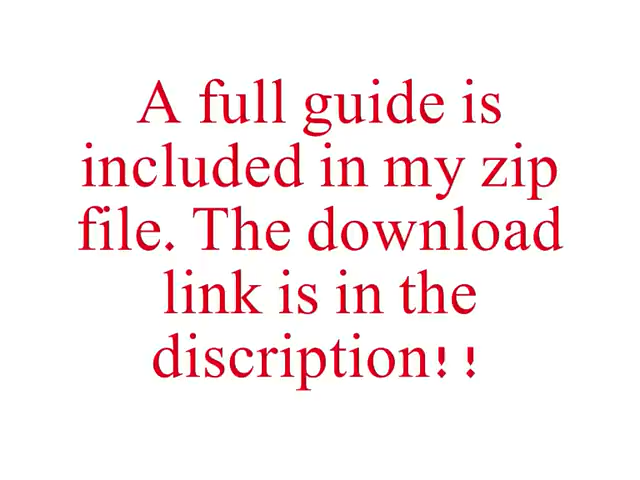 A full guide is
included in my zip
file. The download
link is in the
discription!!